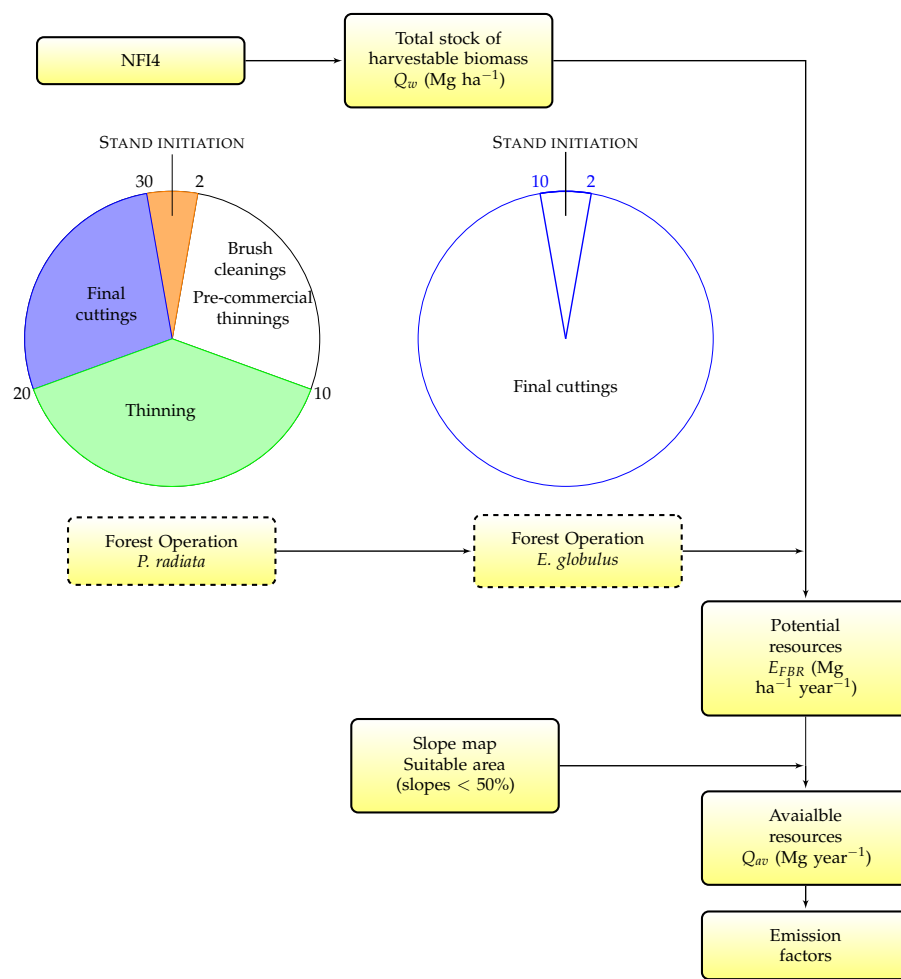 NFI4
Total stock of
harvestable biomass
Q_w (Mg ha⁻¹)
STAND INITIATION
30
2
Brush
cleanings
Pre-commercial
thinnings
Final
cuttings
20
10
Thinning
STAND INITIATION
10
2
Final cuttings
Forest Operation
P. radiata
Forest Operation
E. globulus
Potential
resources
E_FBR (Mg
ha⁻¹ year⁻¹)
Slope map
Suitable area
(slopes < 50%)
Avaialble
resources
Q_av (Mg year⁻¹)
Emission
factors